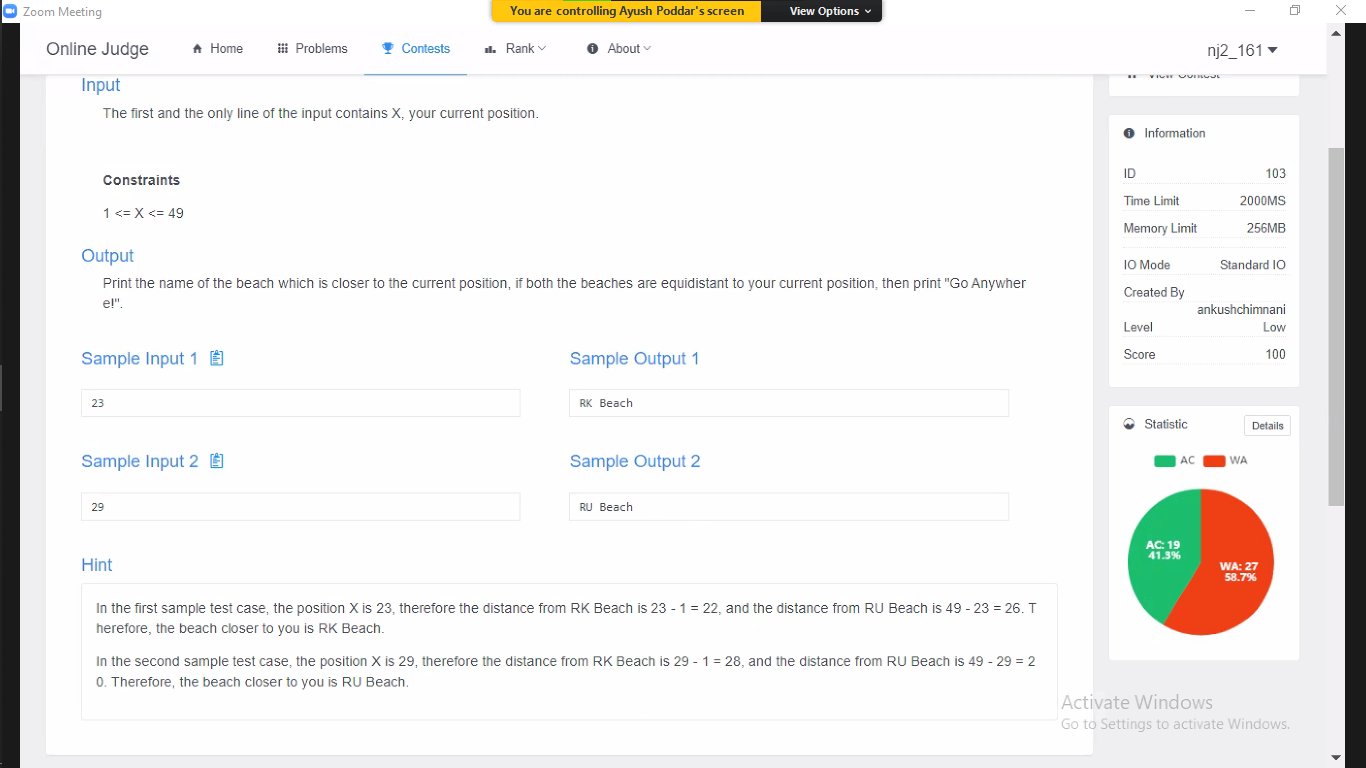 Zoom Meeting
You are controlling Ayush Poddar's screen
View Options
Online Judge
Home
Problems
Contests
Rank
About
nj2_161
View Contest
Input
The first and the only line of the input contains X, your current position.
Constraints
1 <= X <= 49
Output
Print the name of the beach which is closer to the current position, if both the beaches are equidistant to your current position, then print "Go Anywher
e!".
Sample Input 1
Sample Output 1
23
RK Beach
Sample Input 2
Sample Output 2
29
RU Beach
Hint
In the first sample test case, the position X is 23, therefore the distance from RK Beach is 23 - 1 = 22, and the distance from RU Beach is 49 - 23 = 26. T
herefore, the beach closer to you is RK Beach.
In the second sample test case, the position X is 29, therefore the distance from RK Beach is 29 - 1 = 28, and the distance from RU Beach is 49 - 29 = 2
0. Therefore, the beach closer to you is RU Beach.
Information
ID 103
Time Limit 2000MS
Memory Limit 256MB
IO Mode Standard IO
Created By
ankushchimnani
Level Low
Score 100
Statistic
Details
AC WA
AC: 19
41.3%
WA: 27
58.7%
Activate Windows
Go to Settings to activate Windows.